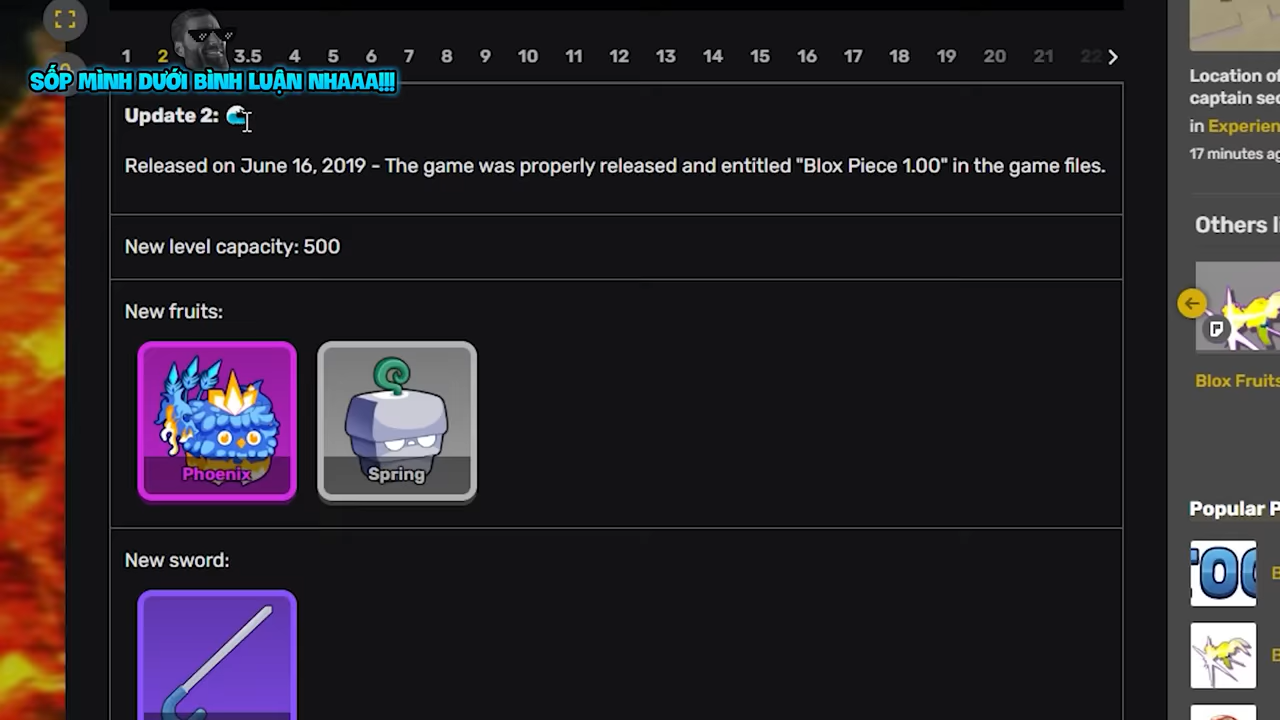 1 2 3.5 4 5 6 7 8 9 10 11 12 13 14 15 16 17 18 19 20 21 22
SỐP MÌNH DƯỚI BÌNH LUẬN NHAAA!!!
Update 2:
Released on June 16, 2019 - The game was properly released and entitled "Blox Piece 1.00" in the game files.
New level capacity: 500
New fruits:
Phoenix
Spring
New sword:
Location of
captain sec
in Experien
17 minutes ag
Others l
Blox Fruits
Popular P